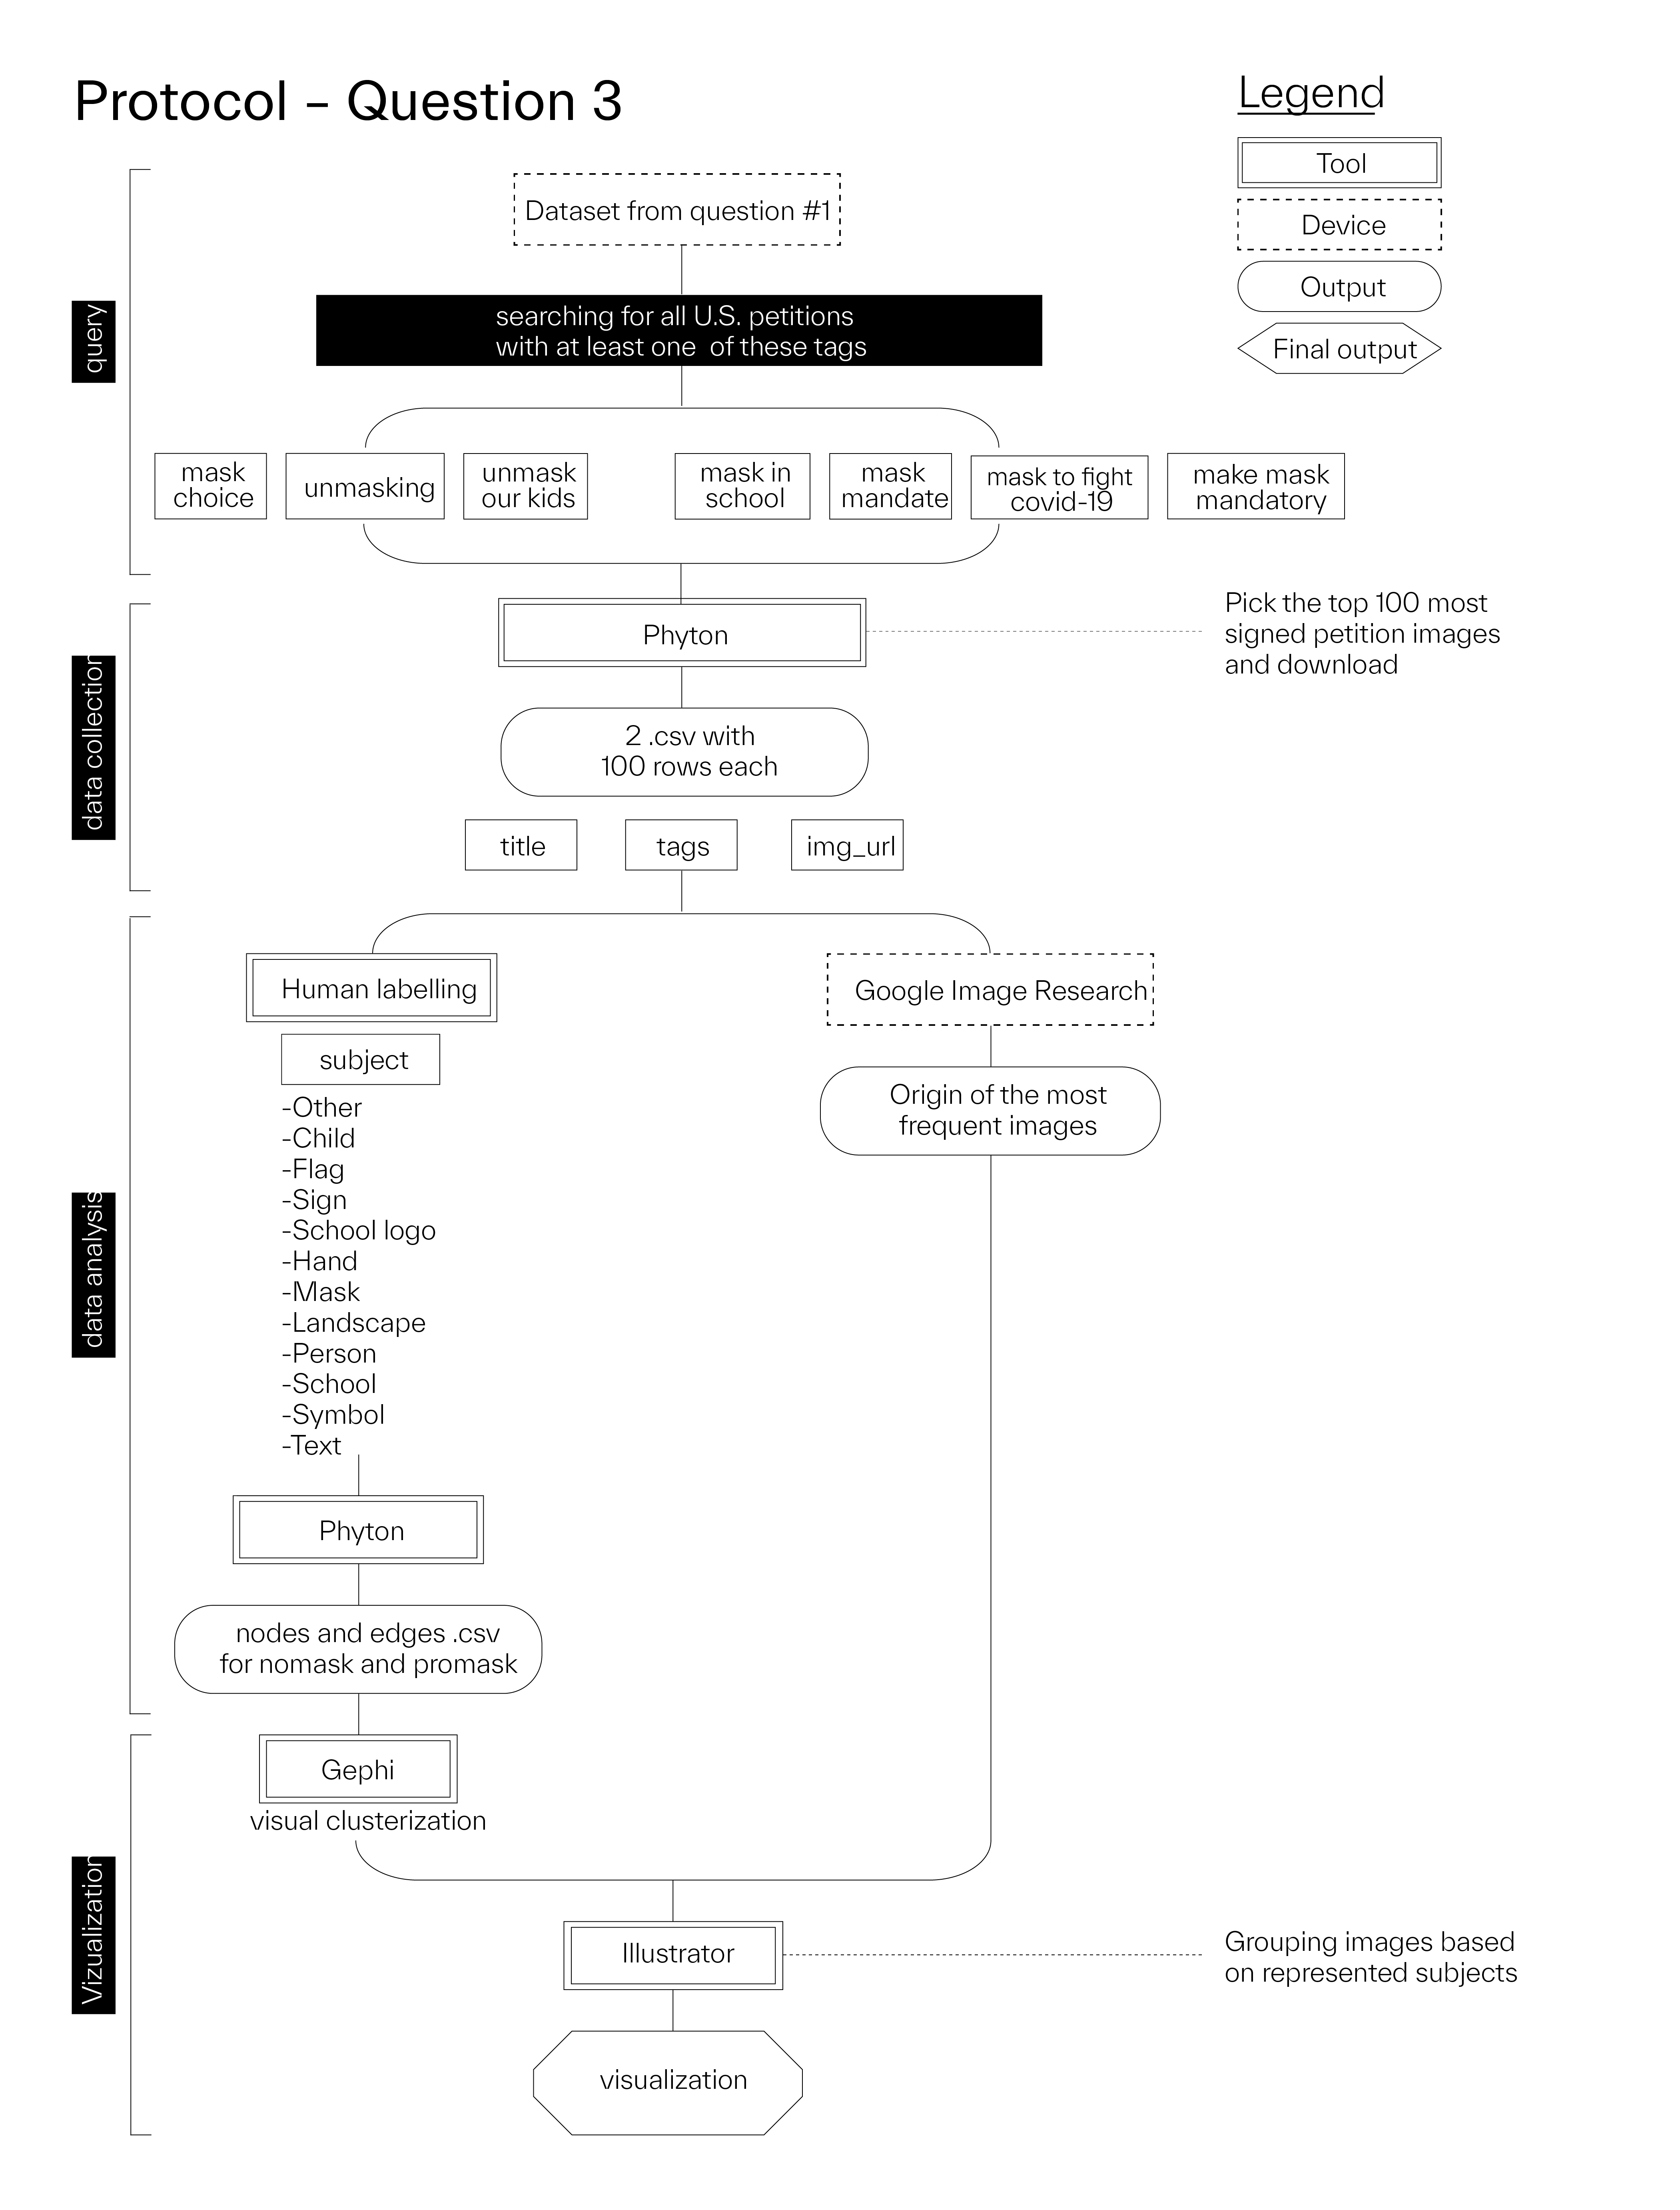 Protocol – Question 3
Legend
Tool
Device
Output
Final output
query
Dataset from question #1
searching for all U.S. petitions
with at least one of these tags
mask
choice
unmasking
unmask
our kids
mask in
school
mask
mandate
mask to fight
covid-19
make mask
mandatory
data collection
Phyton
Pick the top 100 most
signed petition images
and download
2 .csv with
100 rows each
title
tags
img_url
data analysis
Human labelling
subject
-Other
-Child
-Flag
-Sign
-School logo
-Hand
-Mask
-Landscape
-Person
-School
-Symbol
-Text
Google Image Research
Origin of the most
frequent images
Phyton
nodes and edges .csv
for nomask and promask
Vizualization
Gephi
visual clusterization
Illustrator
Grouping images based
on represented subjects
visualization